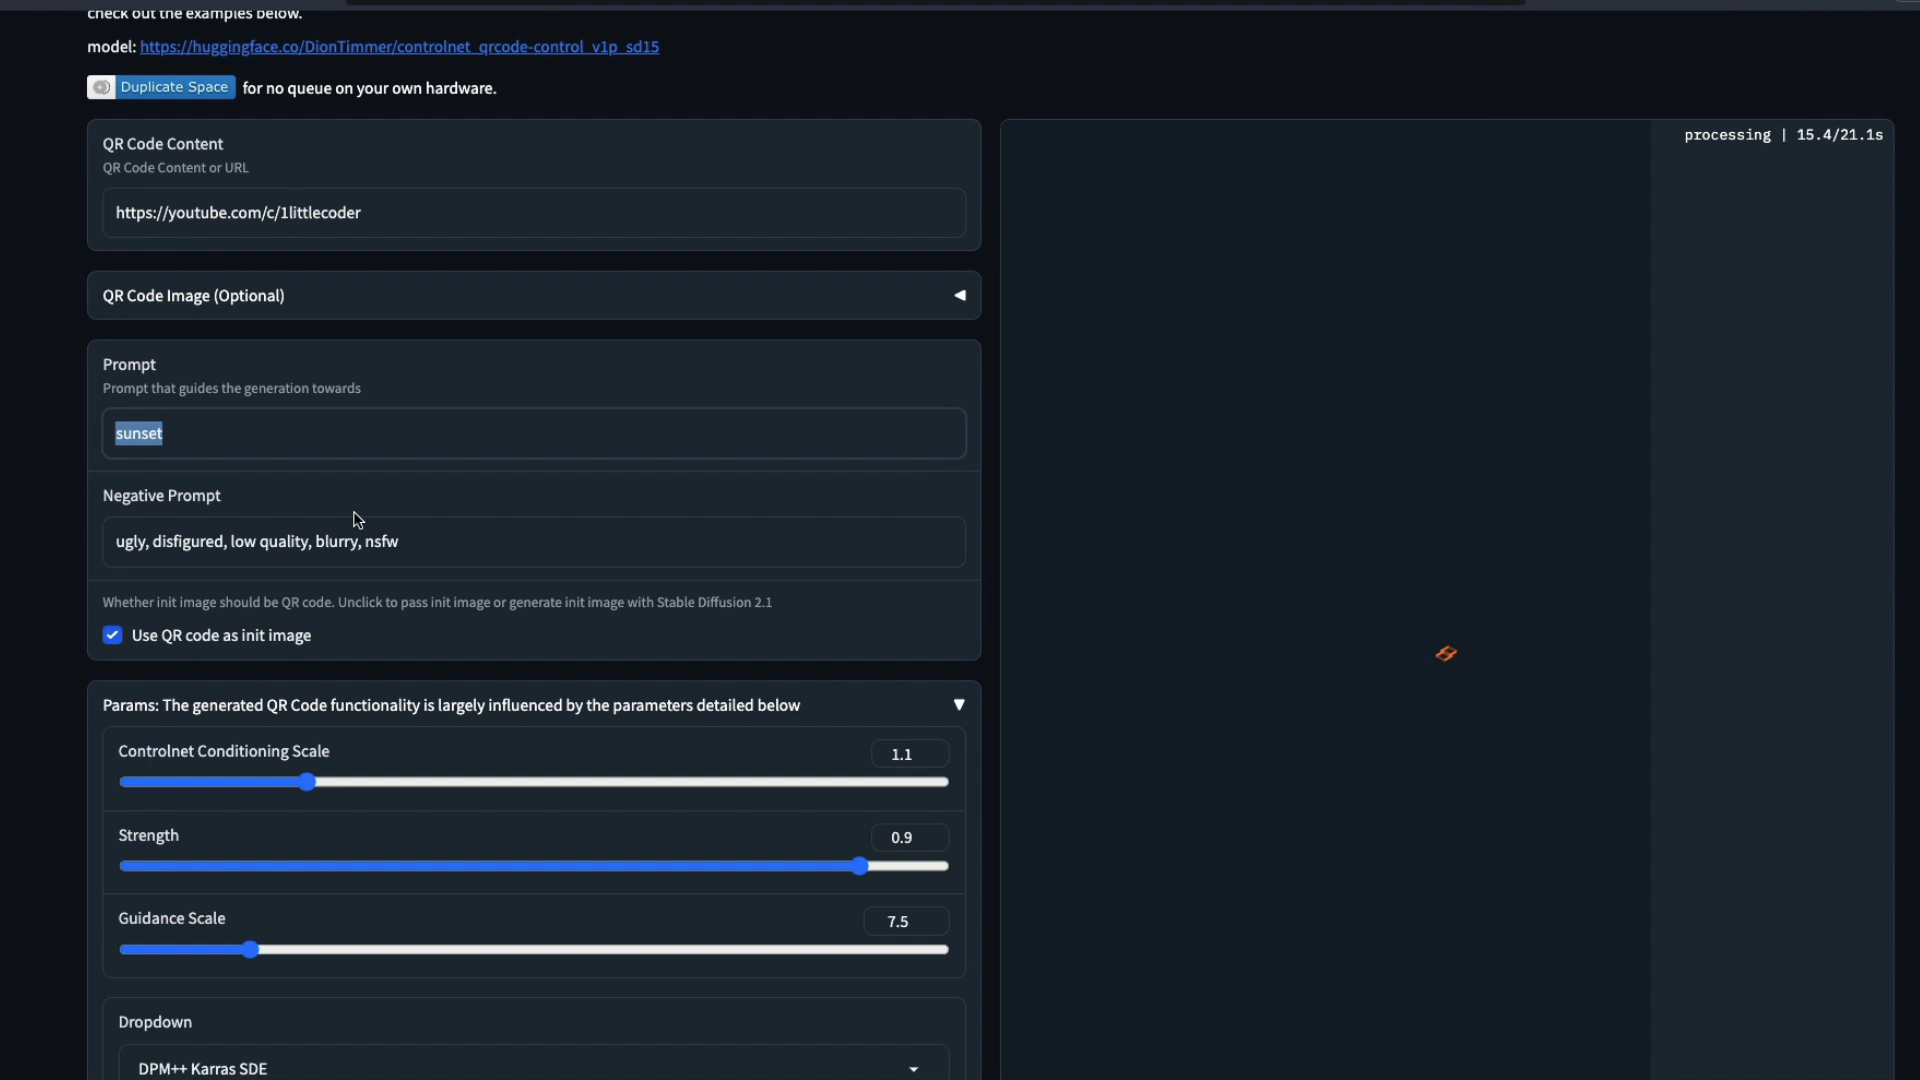 check out the examples below.
model: https://huggingface.co/DionTimmer/controlnet_qrcode-control_v1p_sd15
Duplicate Space for no queue on your own hardware.
QR Code Content
QR Code Content or URL
https://youtube.com/c/1littlecoder
QR Code Image (Optional)
Prompt
Prompt that guides the generation towards
sunset
Negative Prompt
ugly, disfigured, low quality, blurry, nsfw
Whether init image should be QR code. Unclick to pass init image or generate init image with Stable Diffusion 2.1
Use QR code as init image
Params: The generated QR Code functionality is largely influenced by the parameters detailed below
Controlnet Conditioning Scale
1.1
Strength
0.9
Guidance Scale
7.5
Dropdown
DPM++ Karras SDE
processing | 15.4/21.1s